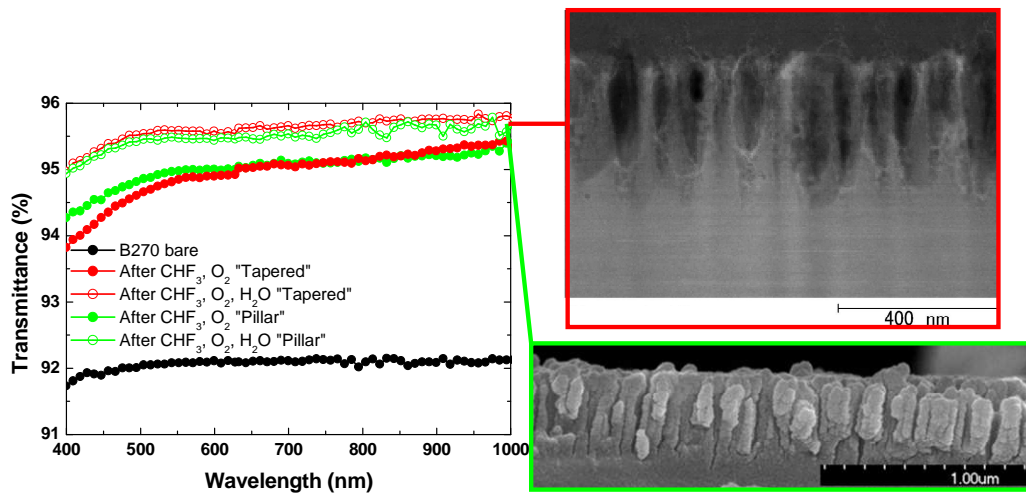 96
95
94
93
92
91
Transmittance (%)
B270 bare
After CHF₃, O₂ "Tapered"
After CHF₃, O₂, H₂O "Tapered"
After CHF₃, O₂ "Pillar"
After CHF₃, O₂, H₂O "Pillar"
400 500 600 700 800 900 1000
Wavelength (nm)
400 nm
1.00um